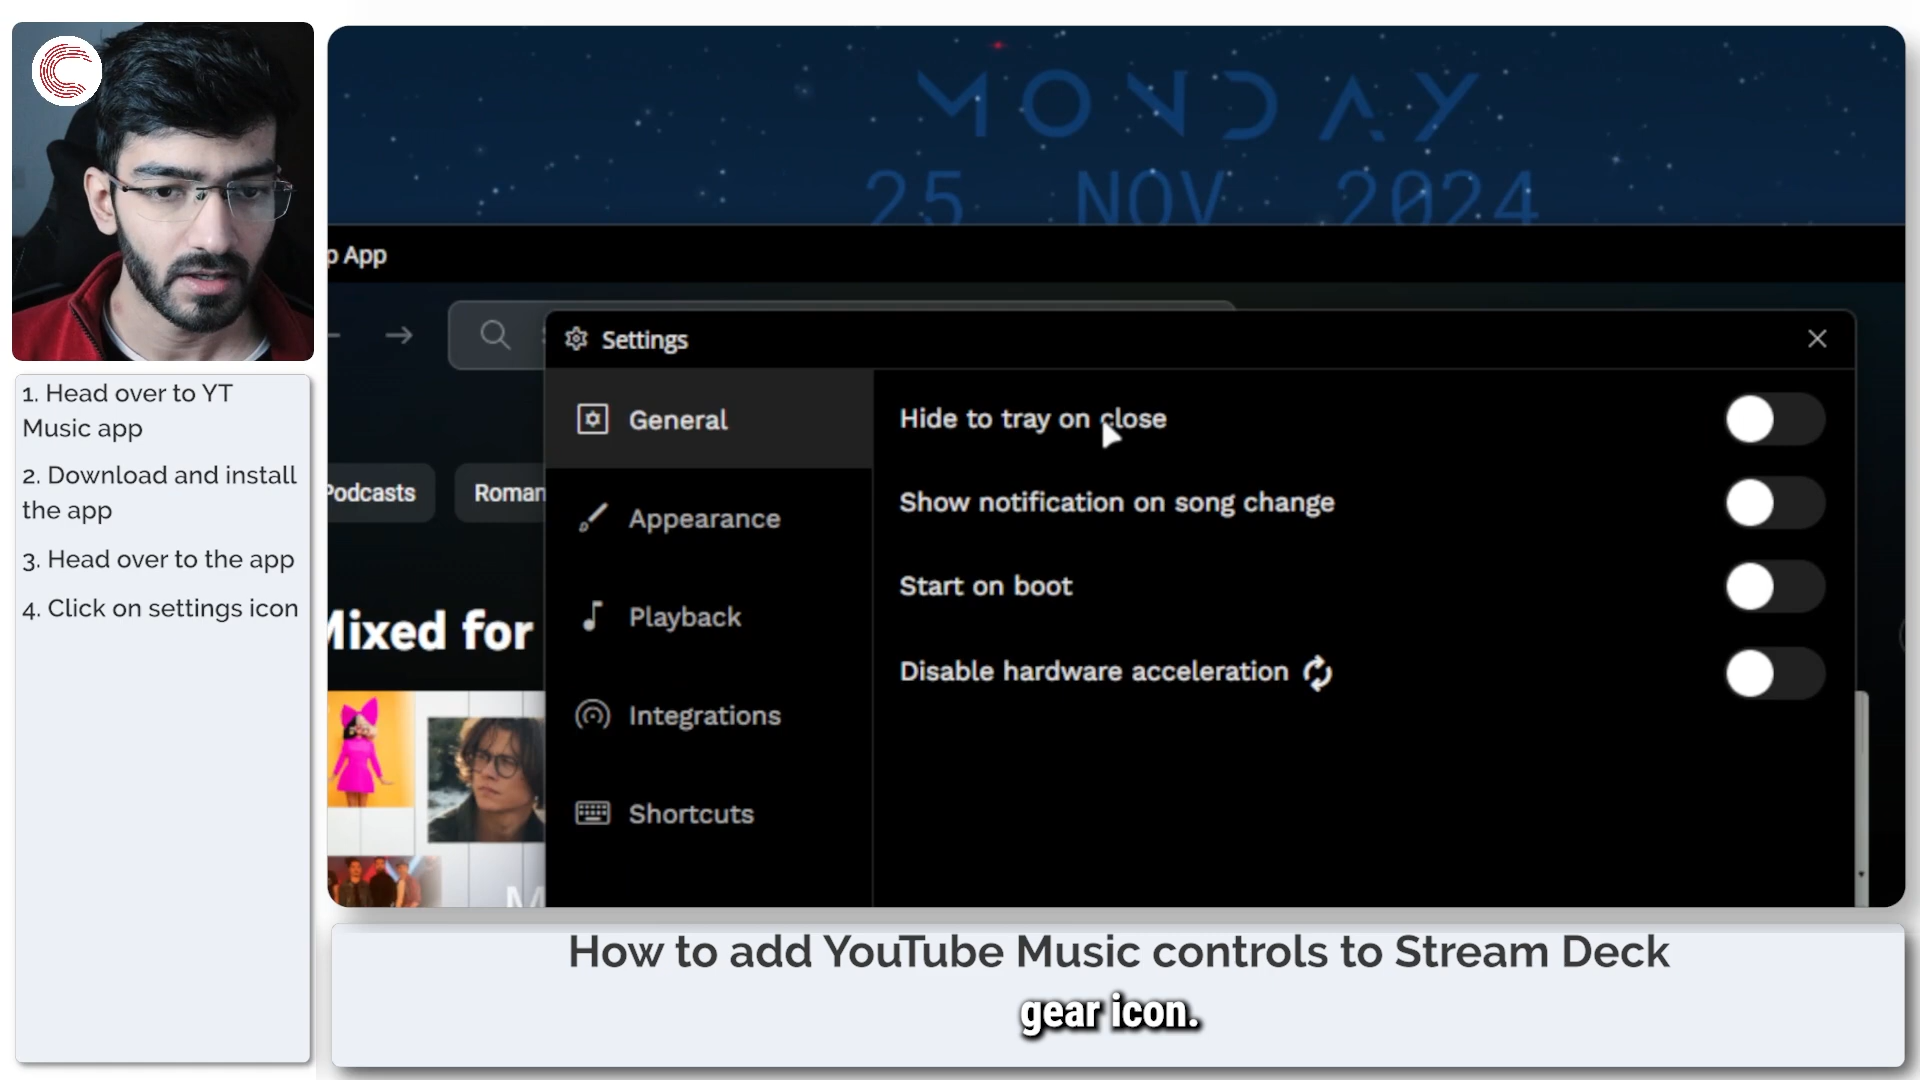 MONDAY
25 NOV 2024
App
Settings
General
Hide to tray on close
Show notification on song change
Start on boot
Disable hardware acceleration
Appearance
Playback
Integrations
Shortcuts
Podcasts
Roman
Mixed for
M
1. Head over to YT
Music app
2. Download and install
the app
3. Head over to the app
4. Click on settings icon
How to add YouTube Music controls to Stream Deck
gear icon.